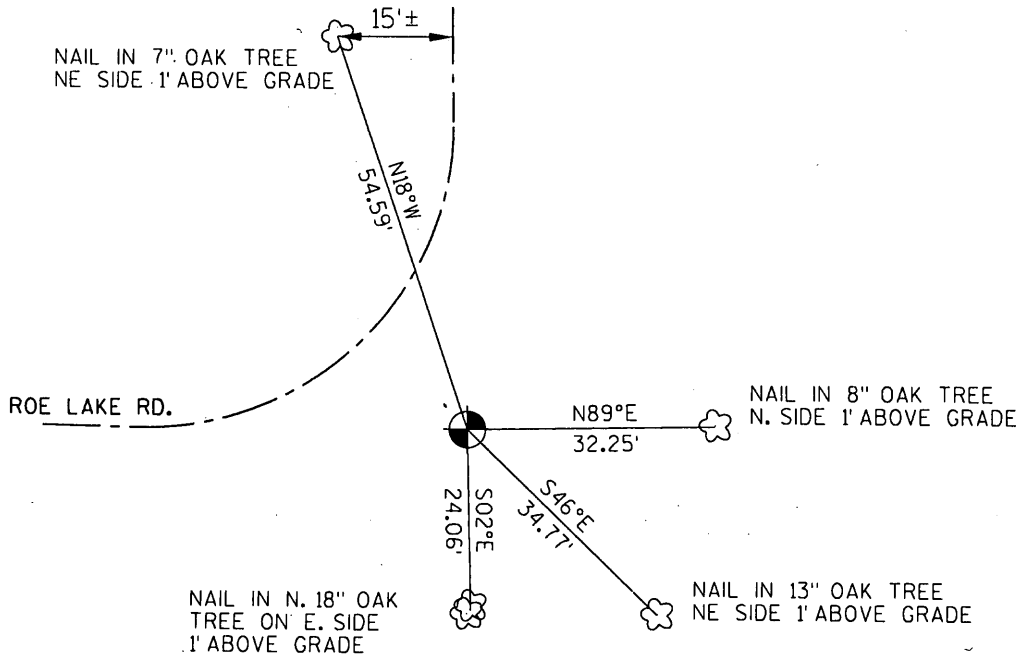 15'±
NAIL IN 7" OAK TREE
NE SIDE 1' ABOVE GRADE
N18°W
54.59'
ROE LAKE RD.
N89°E
32.25'
NAIL IN 8" OAK TREE
N. SIDE 1' ABOVE GRADE
S02°E
24.06'
S46°E
34.77'
NAIL IN N. 18" OAK
TREE ON E. SIDE
1' ABOVE GRADE
NAIL IN 13" OAK TREE
NE SIDE 1' ABOVE GRADE